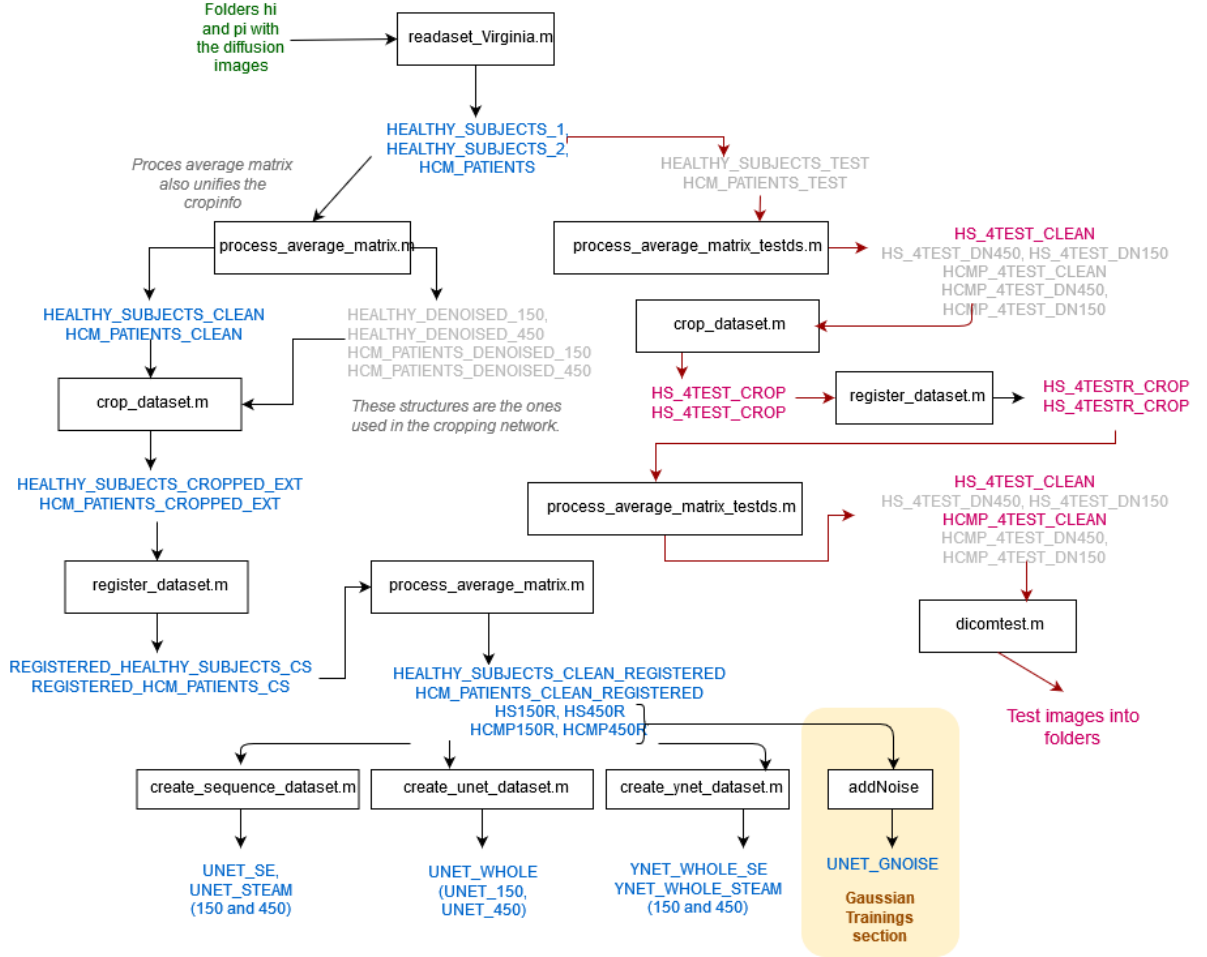 Folders hi
and pi with
the diffusion
images
readaset_Virginia.m
HEALTHY_SUBJECTS_1,
HEALTHY_SUBJECTS_2,
HCM_PATIENTS
Proces average matrix
also unifies the
cropinfo
HEALTHY_SUBJECTS_TEST
HCM_PATIENTS_TEST
process_average_matrix.m
process_average_matrix_testds.m
HS_4TEST_CLEAN
HS_4TEST_DN450, HS_4TEST_DN150
HCMP_4TEST_CLEAN
HCMP_4TEST_DN450,
HCMP_4TEST_DN150
HEALTHY_SUBJECTS_CLEAN
HCM_PATIENTS_CLEAN
HEALTHY_DENOISED_150,
HEALTHY_DENOISED_450
HCM_PATIENTS_DENOISED_150
HCM_PATIENTS_DENOISED_450
crop_dataset.m
crop_dataset.m
These structures are the ones
used in the cropping network.
HS_4TEST_CROP
HS_4TEST_CROP
register_dataset.m
HS_4TESTR_CROP
HS_4TESTR_CROP
HEALTHY_SUBJECTS_CROPPED_EXT
HCM_PATIENTS_CROPPED_EXT
process_average_matrix_testds.m
HS_4TEST_CLEAN
HS_4TEST_DN450, HS_4TEST_DN150
HCMP_4TEST_CLEAN
HCMP_4TEST_DN450,
HCMP_4TEST_DN150
register_dataset.m
process_average_matrix.m
dicomtest.m
REGISTERED_HEALTHY_SUBJECTS_CS
REGISTERED_HCM_PATIENTS_CS
HEALTHY_SUBJECTS_CLEAN_REGISTERED
HCM_PATIENTS_CLEAN_REGISTERED
HS150R, HS450R
HCMP150R, HCMP450R
Test images into
folders
create_sequence_dataset.m
create_unet_dataset.m
create_ynet_dataset.m
addNoise
UNET_SE,
UNET_STEAM
(150 and 450)
UNET_WHOLE
(UNET_150,
UNET_450)
YNET_WHOLE_SE
YNET_WHOLE_STEAM
(150 and 450)
UNET_GNOISE
Gaussian
Trainings
section